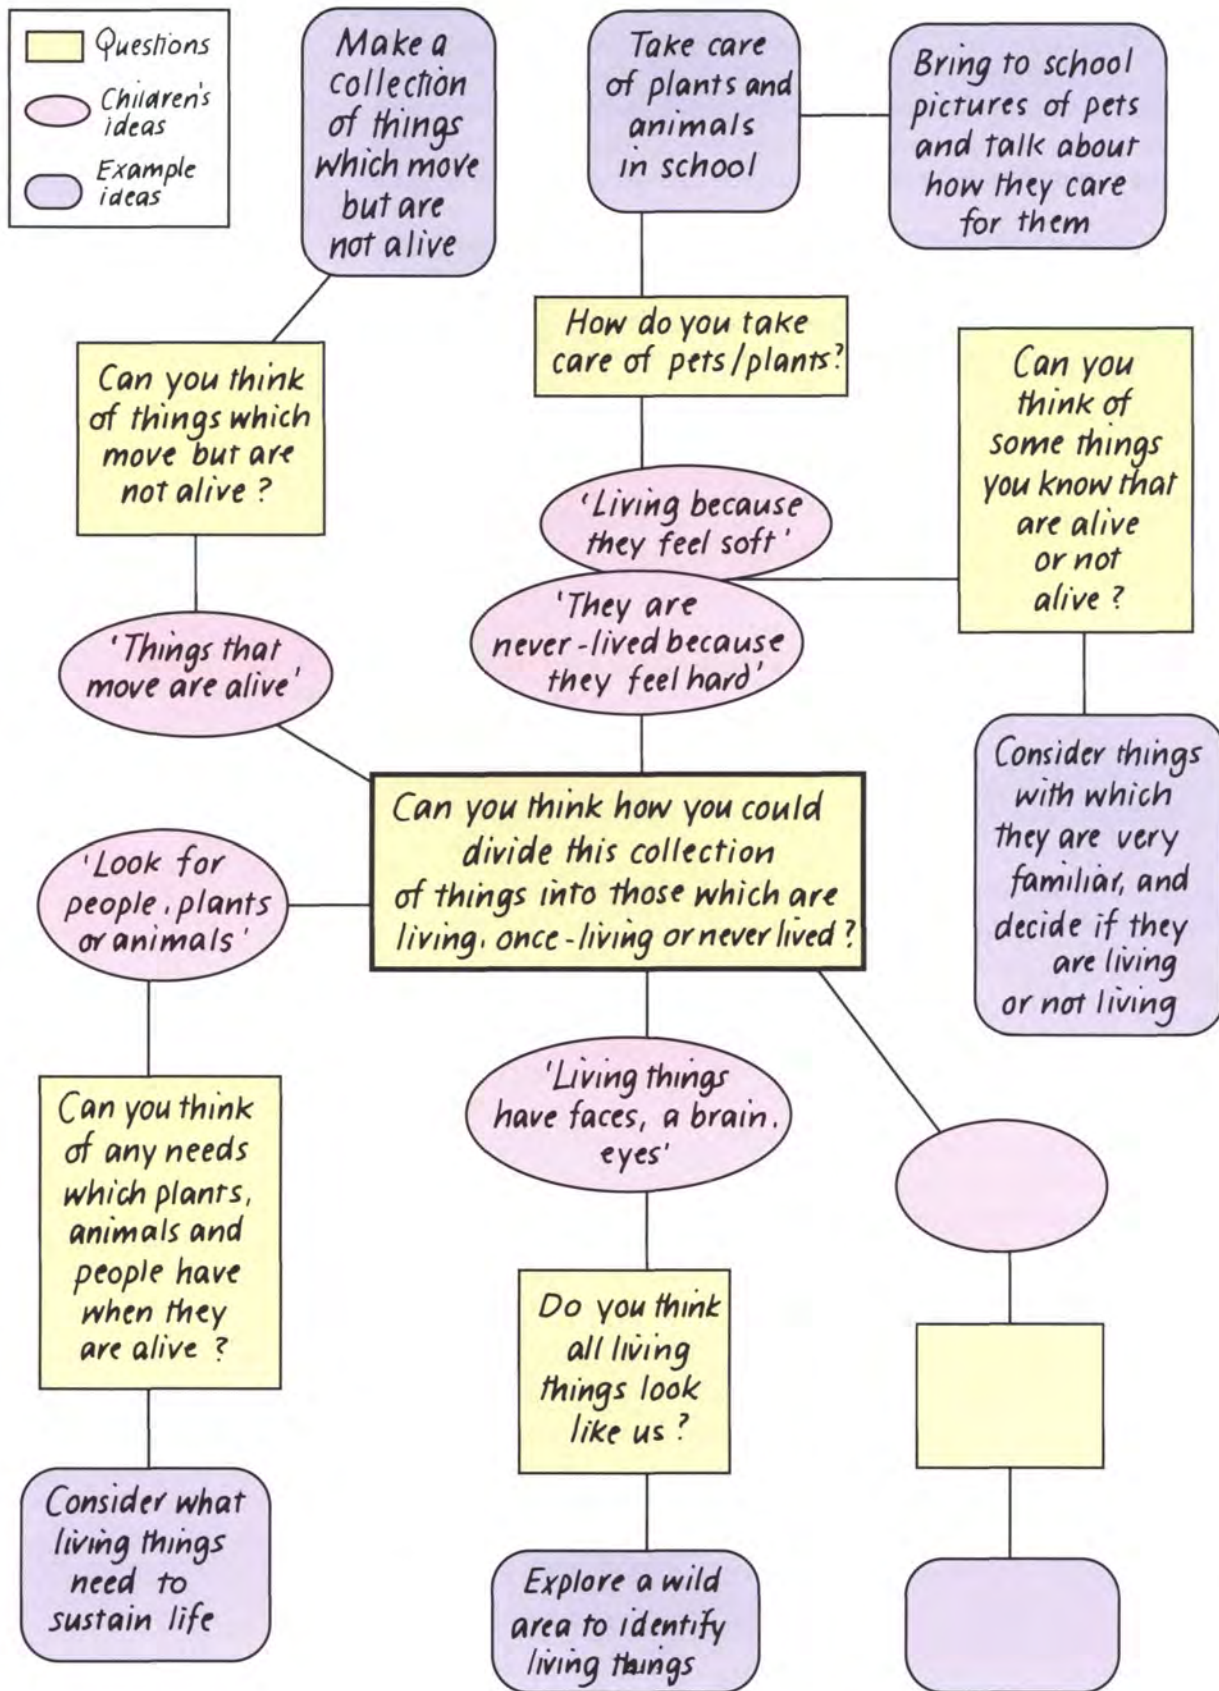 Questions
Children's
ideas
Example
ideas
Make a
collection
of things
which move
but are
not alive
Take care
of plants and
animals
in school
Bring to school
pictures of pets
and talk about
how they care
for them
How do you take
care of pets/plants?
Can you think
of things which
move but are
not alive?
Can you
think of
some things
you know that
are alive
or not
alive?
'Living because
they feel soft'
'They are
never-lived because
they feel hard'
'Things that
move are alive'
Consider things
with which
they are very
familiar, and
decide if they
are living
or not living
Can you think how you could
divide this collection
of things into those which are
living, once-living or never lived?
'Look for
people, plants
or animals'
'Living things
have faces, a brain,
eyes'
Can you think
of any needs
which plants,
animals and
people have
when they
are alive?
Do you think
all living
things look
like us?
Consider what
living things
need to
sustain life
Explore a wild
area to identify
living things